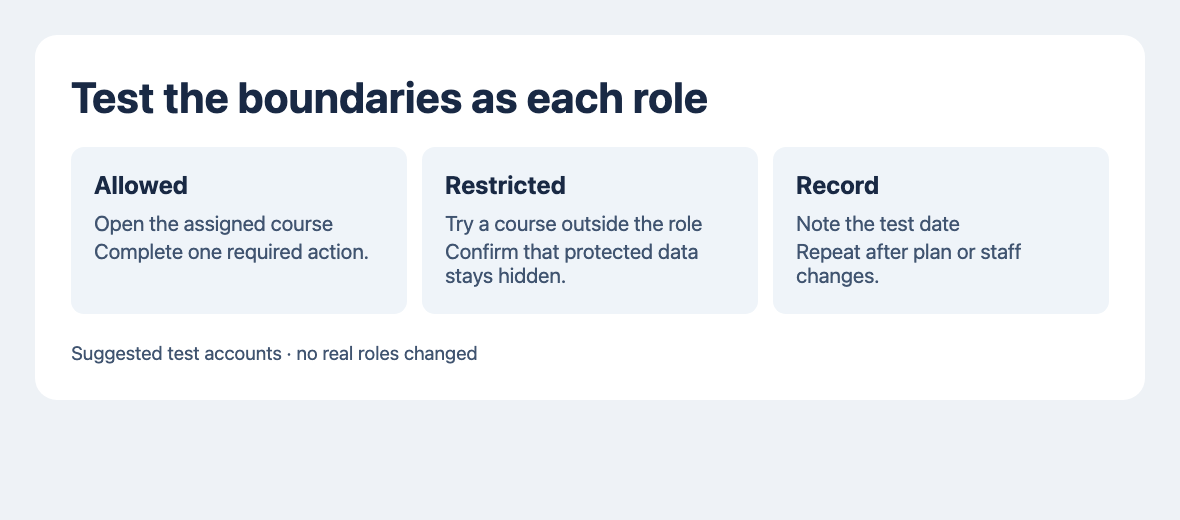 Test the boundaries as each role
Allowed
Open the assigned course
Complete one required action.
Restricted
Try a course outside the role
Confirm that protected data
stays hidden.
Record
Note the test date
Repeat after plan or staff
changes.
Suggested test accounts · no real roles changed